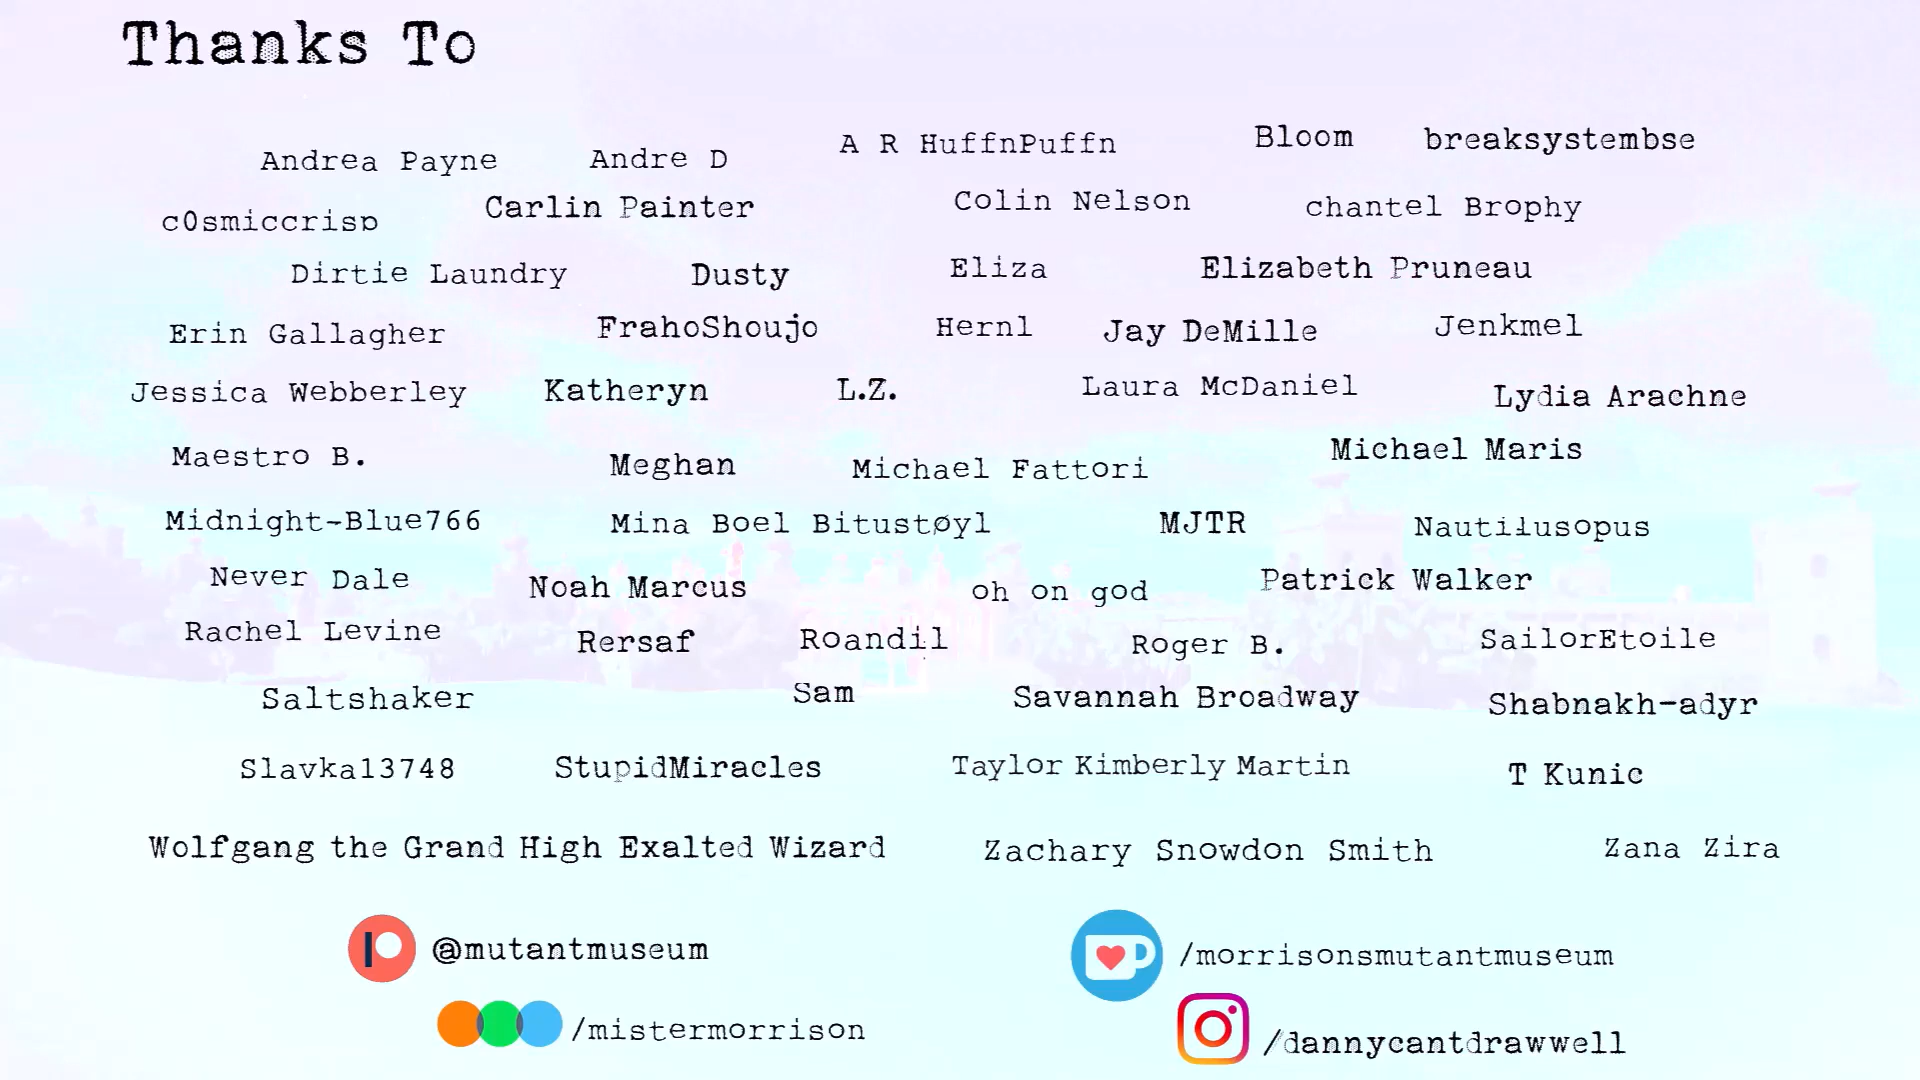 Thanks To
Andrea Payne Andre D A R HuffnPuffn Bloom breaksystembse
c0smiccrisp Carlin Painter Colin Nelson chantel Brophy
Dirtie Laundry Dusty Eliza Elizabeth Pruneau
Erin Gallagher FrahoShoujo Hernl Jay DeMille Jenkmel
Jessica Webberley Katheryn L.Z. Laura McDaniel Lydia Arachne
Maestro B. Meghan Michael Fattori Michael Maris
Midnight-Blue766 Mina Boel Bitustøyl MJTR Nautilusopus
Never Dale Noah Marcus oh on god Patrick Walker
Rachel Levine Rersaf Roandil Roger B. SailorEtoile
Saltshaker Sam Savannah Broadway Shabnakh-adyr
Slavka13748 StupidMiracles Taylor Kimberly Martin T Kunic
Wolfgang the Grand High Exalted Wizard Zachary Snowdon Smith Zana Zira
@mutantmuseum /morrisonsmutantmuseum
/mistermorrison /dannycantdrawwell